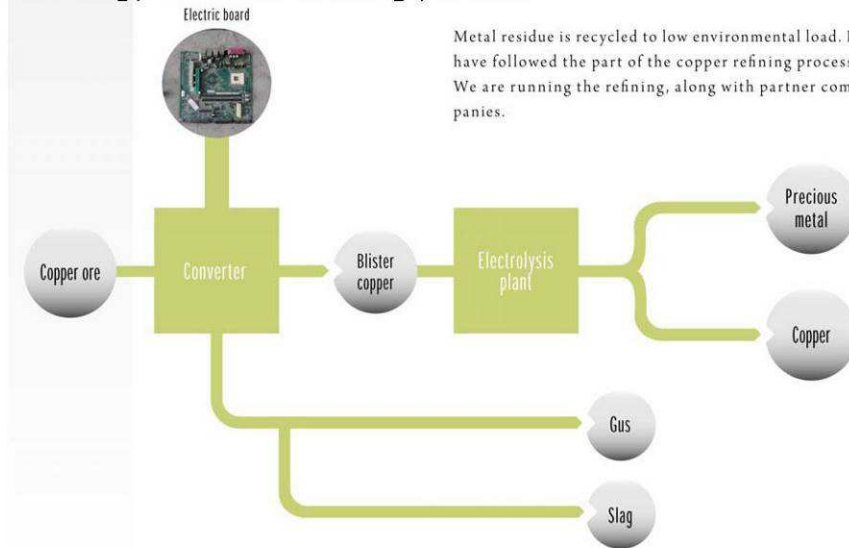 Electric board
Metal residue is recycled to low environmental load.
have followed the part of the copper refining process
We are running the refining, along with partner com
panies.
Precious
metal
Copper ore
Converter
Blister
copper
Electrolysis
plant
Copper
Gus
Slag